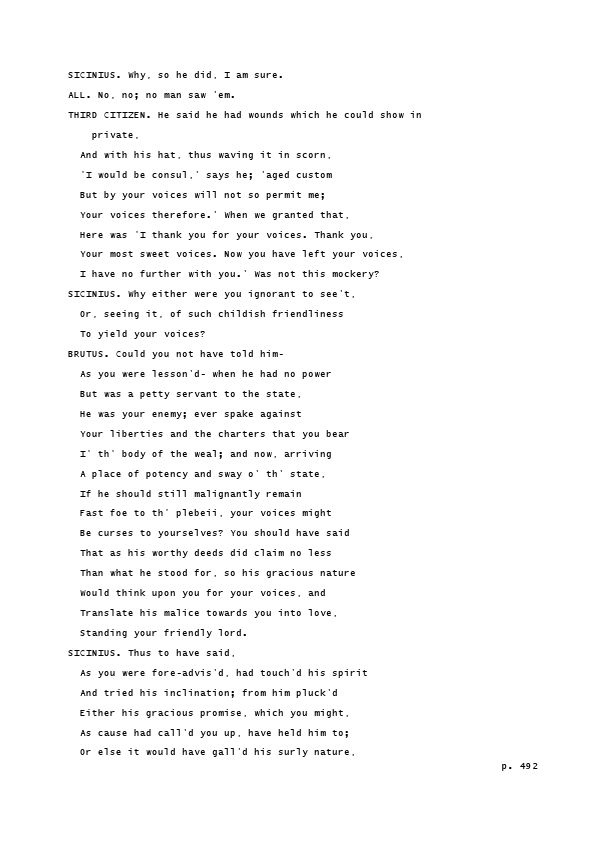 SICINIUS. Why, so he did, I am sure.
ALL. No, no; no man saw 'em.
THIRD CITIZEN. He said he had wounds which he could show in
private,
And with his hat, thus waving it in scorn,
'I would be consul,' says he; 'aged custom
But by your voices will not so permit me;
Your voices therefore.' When we granted that,
Here was 'I thank you for your voices. Thank you,
Your most sweet voices. Now you have left your voices,
I have no further with you.' Was not this mockery?
SICINIUS. Why either were you ignorant to see't,
Or, seeing it, of such childish friendliness
To yield your voices?
BRUTUS. Could you not have told him-
As you were lesson'd- when he had no power
But was a petty servant to the state,
He was your enemy; ever spake against
Your liberties and the charters that you bear
I' th' body of the weal; and now, arriving
A place of potency and sway o' th' state,
If he should still malignantly remain
Fast foe to th' plebeii, your voices might
Be curses to yourselves? You should have said
That as his worthy deeds did claim no less
Than what he stood for, so his gracious nature
Would think upon you for your voices, and
Translate his malice towards you into love,
Standing your friendly lord.
SICINIUS. Thus to have said,
As you were fore-advis'd, had touch'd his spirit
And tried his inclination; from him pluck'd
Either his gracious promise, which you might,
As cause had call'd you up, have held him to;
Or else it would have gall'd his surly nature,
p. 492